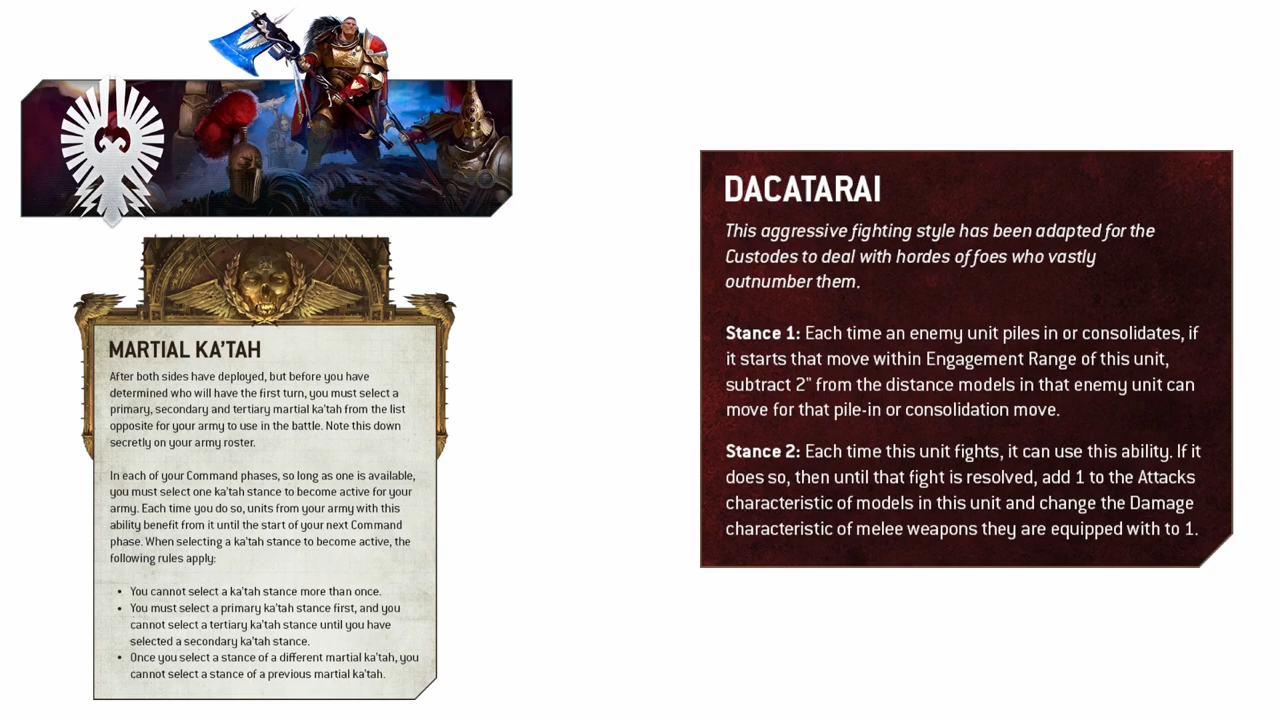 MARTIAL KA'TAH
After both sides have deployed, but before you have
determined who will have the first turn, you must select a
primary, secondary and tertiary martial ka'tah from the list
opposite for your army to use in the battle. Note this down
secretly on your army roster.
In each of your Command phases, so long as one is available,
you must select one ka'tah stance to become active for your
army. Each time you do so, units from your army with this
ability benefit from it until the start of your next Command
phase. When selecting a ka'tah stance to become active, the
following rules apply:
• You cannot select a ka'tah stance more than once.
• You must select a primary ka'tah stance first, and you
cannot select a tertiary ka'tah stance until you have
selected a secondary ka'tah stance.
• Once you select a stance of a different martial ka'tah, you
cannot select a stance of a previous martial ka'tah.
DACATARAI
This aggressive fighting style has been adapted for the
Custodes to deal with hordes of foes who vastly
outnumber them.
Stance 1: Each time an enemy unit piles in or consolidates, if
it starts that move within Engagement Range of this unit,
subtract 2" from the distance models in that enemy unit can
move for that pile-in or consolidation move.
Stance 2: Each time this unit fights, it can use this ability. If it
does so, then until that fight is resolved, add 1 to the Attacks
characteristic of models in this unit and change the Damage
characteristic of melee weapons they are equipped with to 1.